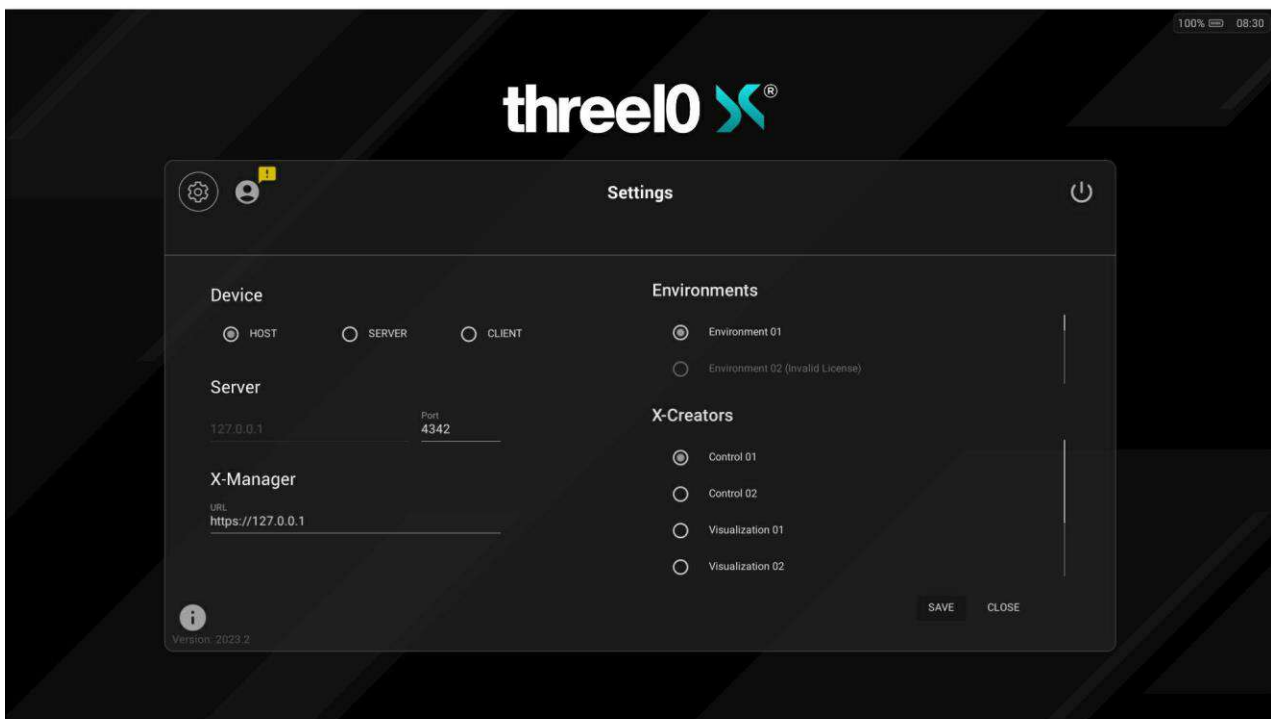 100% 08:30
three10 X®
Settings
Device
HOST SERVER CLIENT
Server
127.0.0.1
Port
4342
X-Manager
URL
https://127.0.0.1
Environments
Environment 01
Environment 02 (Invalid License)
X-Creators
Control 01
Control 02
Visualization 01
Visualization 02
SAVE CLOSE
Version: 2023.2